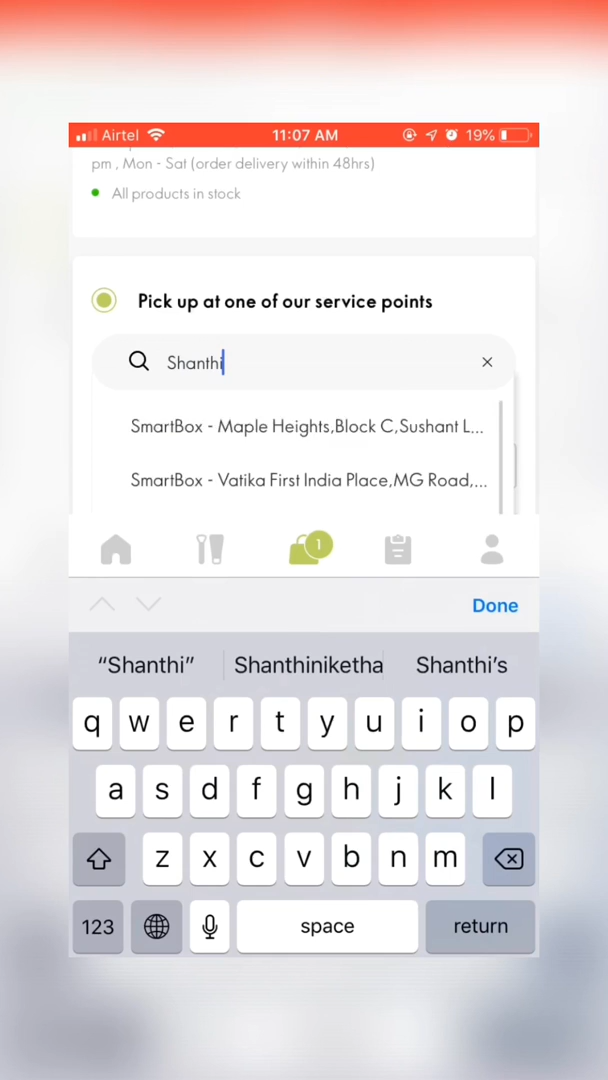 Airtel 11:07 AM 19%
pm , Mon - Sat (order delivery within 48hrs)
All products in stock
Pick up at one of our service points
Shanthi
SmartBox - Maple Heights,Block C,Sushant L...
SmartBox - Vatika First India Place,MG Road,...
1
Done
“Shanthi” Shanthiniketha Shanthi’s
q w e r t y u i o p
a s d f g h j k l
z x c v b n m
123 space return